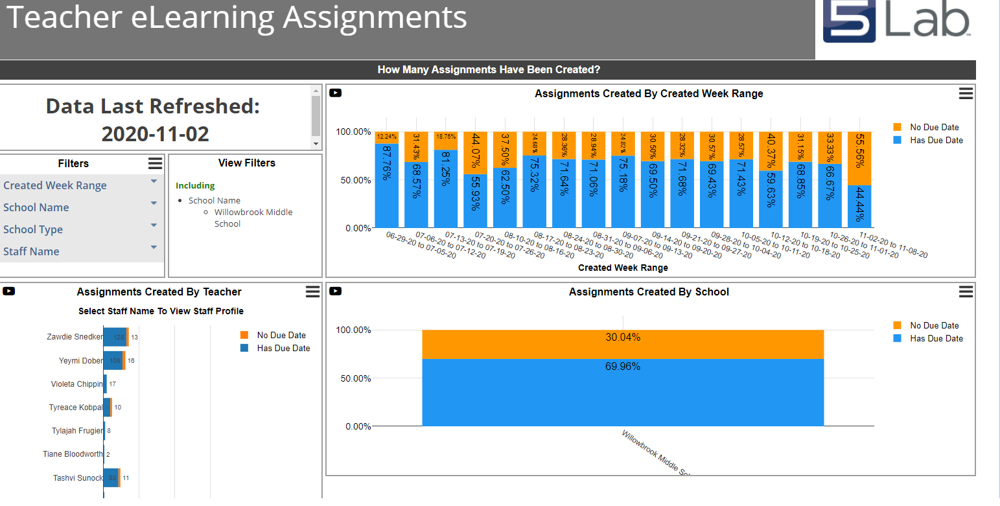 Teacher eLearning Assignments
5 Lab™
How Many Assignments Have Been Created?
Data Last Refreshed:
2020-11-02
Filters
Created Week Range
School Name
School Type
Staff Name
View Filters
Including
School Name
Willowbrook Middle
School
Assignments Created By Created Week Range
No Due Date
Has Due Date
100.00%
50.00%
0.00%
12.24%
31.43%
18.75%
44.07%
37.50%
24.68%
28.36%
28.94%
24.82%
30.50%
28.32%
30.57%
28.57%
40.37%
31.15%
33.33%
55.56%
87.76%
68.57%
81.25%
55.93%
62.50%
75.32%
71.64%
71.06%
75.18%
69.50%
71.68%
69.43%
71.43%
59.63%
68.85%
66.67%
44.44%
06-29-20 to 07-05-20
07-06-20 to 07-12-20
07-13-20 to 07-19-20
07-20-20 to 07-26-20
08-10-20 to 08-16-20
08-17-20 to 08-23-20
08-24-20 to 08-30-20
08-31-20 to 09-06-20
09-07-20 to 09-13-20
09-14-20 to 09-20-20
09-21-20 to 09-27-20
09-28-20 to 10-04-20
10-05-20 to 10-11-20
10-12-20 to 10-18-20
10-19-20 to 10-25-20
10-26-20 to 11-01-20
11-02-20 to 11-08-20
Created Week Range
Assignments Created By Teacher
Select Staff Name To View Staff Profile
No Due Date
Has Due Date
Zawdie Snedker 128 13
Yeymi Dober 106 16
Violeta Chippin 17
Tyreace Kobpal 10
Tylajah Frugier 8
Tiane Bloodworth 2
Tashvi Sunock 83 11
Assignments Created By School
No Due Date
Has Due Date
100.00%
50.00%
0.00%
30.04%
69.96%
Willowbrook Middle